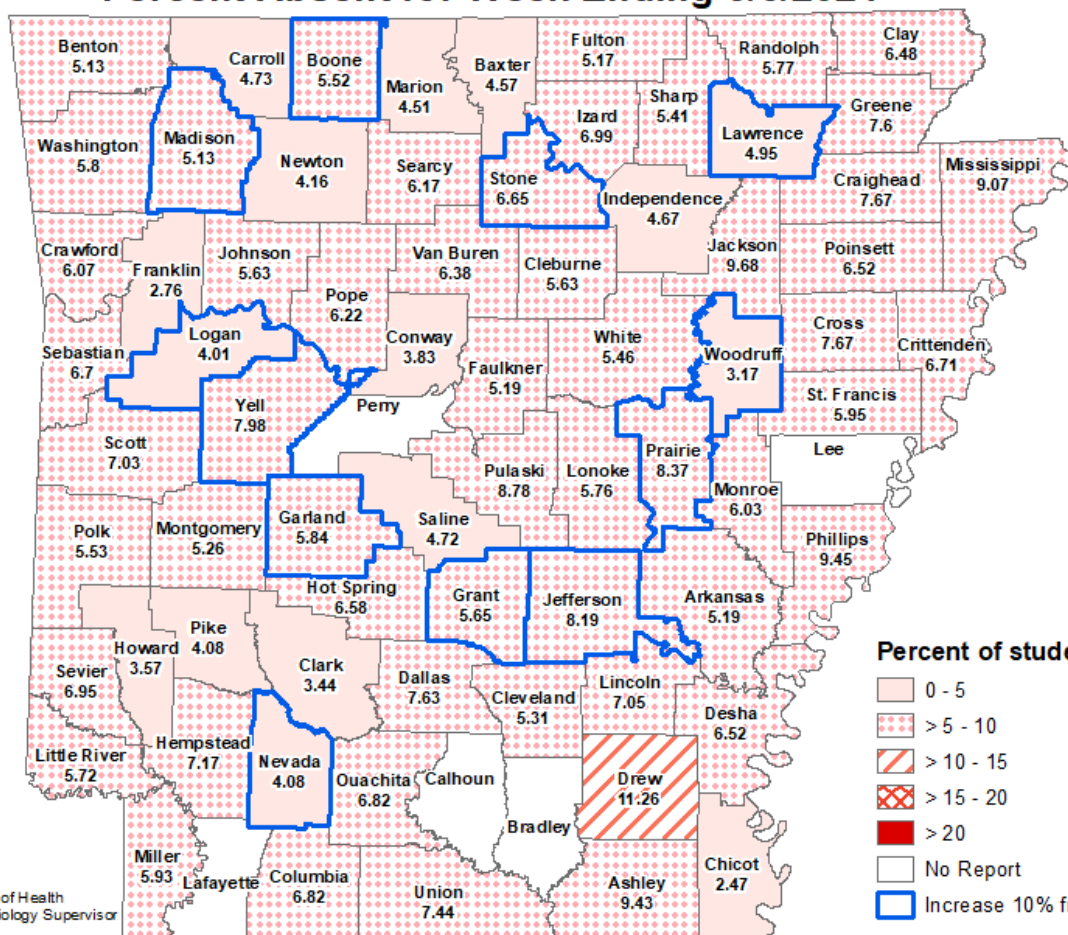 Benton
5.13
Carroll
4.73
Boone
5.52
Marion
4.51
Baxter
4.57
Fulton
5.17
Randolph
5.77
Clay
6.48
Washington
5.8
Madison
5.13
Newton
4.16
Searcy
6.17
Stone
6.65
Izard
6.99
Sharp
5.41
Lawrence
4.95
Greene
7.6
Independence
4.67
Craighead
7.67
Mississippi
9.07
Crawford
6.07
Franklin
2.76
Johnson
5.63
Pope
6.22
Van Buren
6.38
Cleburne
5.63
Jackson
9.68
Poinsett
6.52
Sebastian
6.7
Logan
4.01
Conway
3.83
Faulkner
5.19
White
5.46
Woodruff
3.17
Cross
7.67
Crittenden
6.71
St. Francis
5.95
Scott
7.03
Yell
7.98
Perry
Pulaski
8.78
Lonoke
5.76
Prairie
8.37
Monroe
6.03
Lee
Phillips
9.45
Polk
5.53
Montgomery
5.26
Garland
5.84
Saline
4.72
Hot Spring
6.58
Grant
5.65
Jefferson
8.19
Arkansas
5.19
Sevier
6.95
Howard
3.57
Pike
4.08
Clark
3.44
Dallas
7.63
Cleveland
5.31
Lincoln
7.05
Desha
6.52
Little River
5.72
Hempstead
7.17
Nevada
4.08
Ouachita
6.82
Calhoun
Bradley
Drew
11.26
Chicot
2.47
Miller
5.93
Lafayette
Columbia
6.82
Union
7.44
Ashley
9.43
Percent of stude
0 - 5
> 5 - 10
> 10 - 15
> 15 - 20
> 20
No Report
Increase 10% f
of Health
iology Supervisor